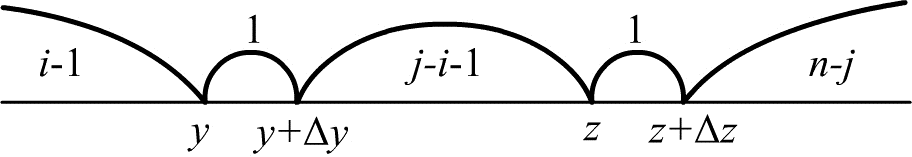 1 1
i-1 j-i-1 n-j
y y+Δy z z+Δz